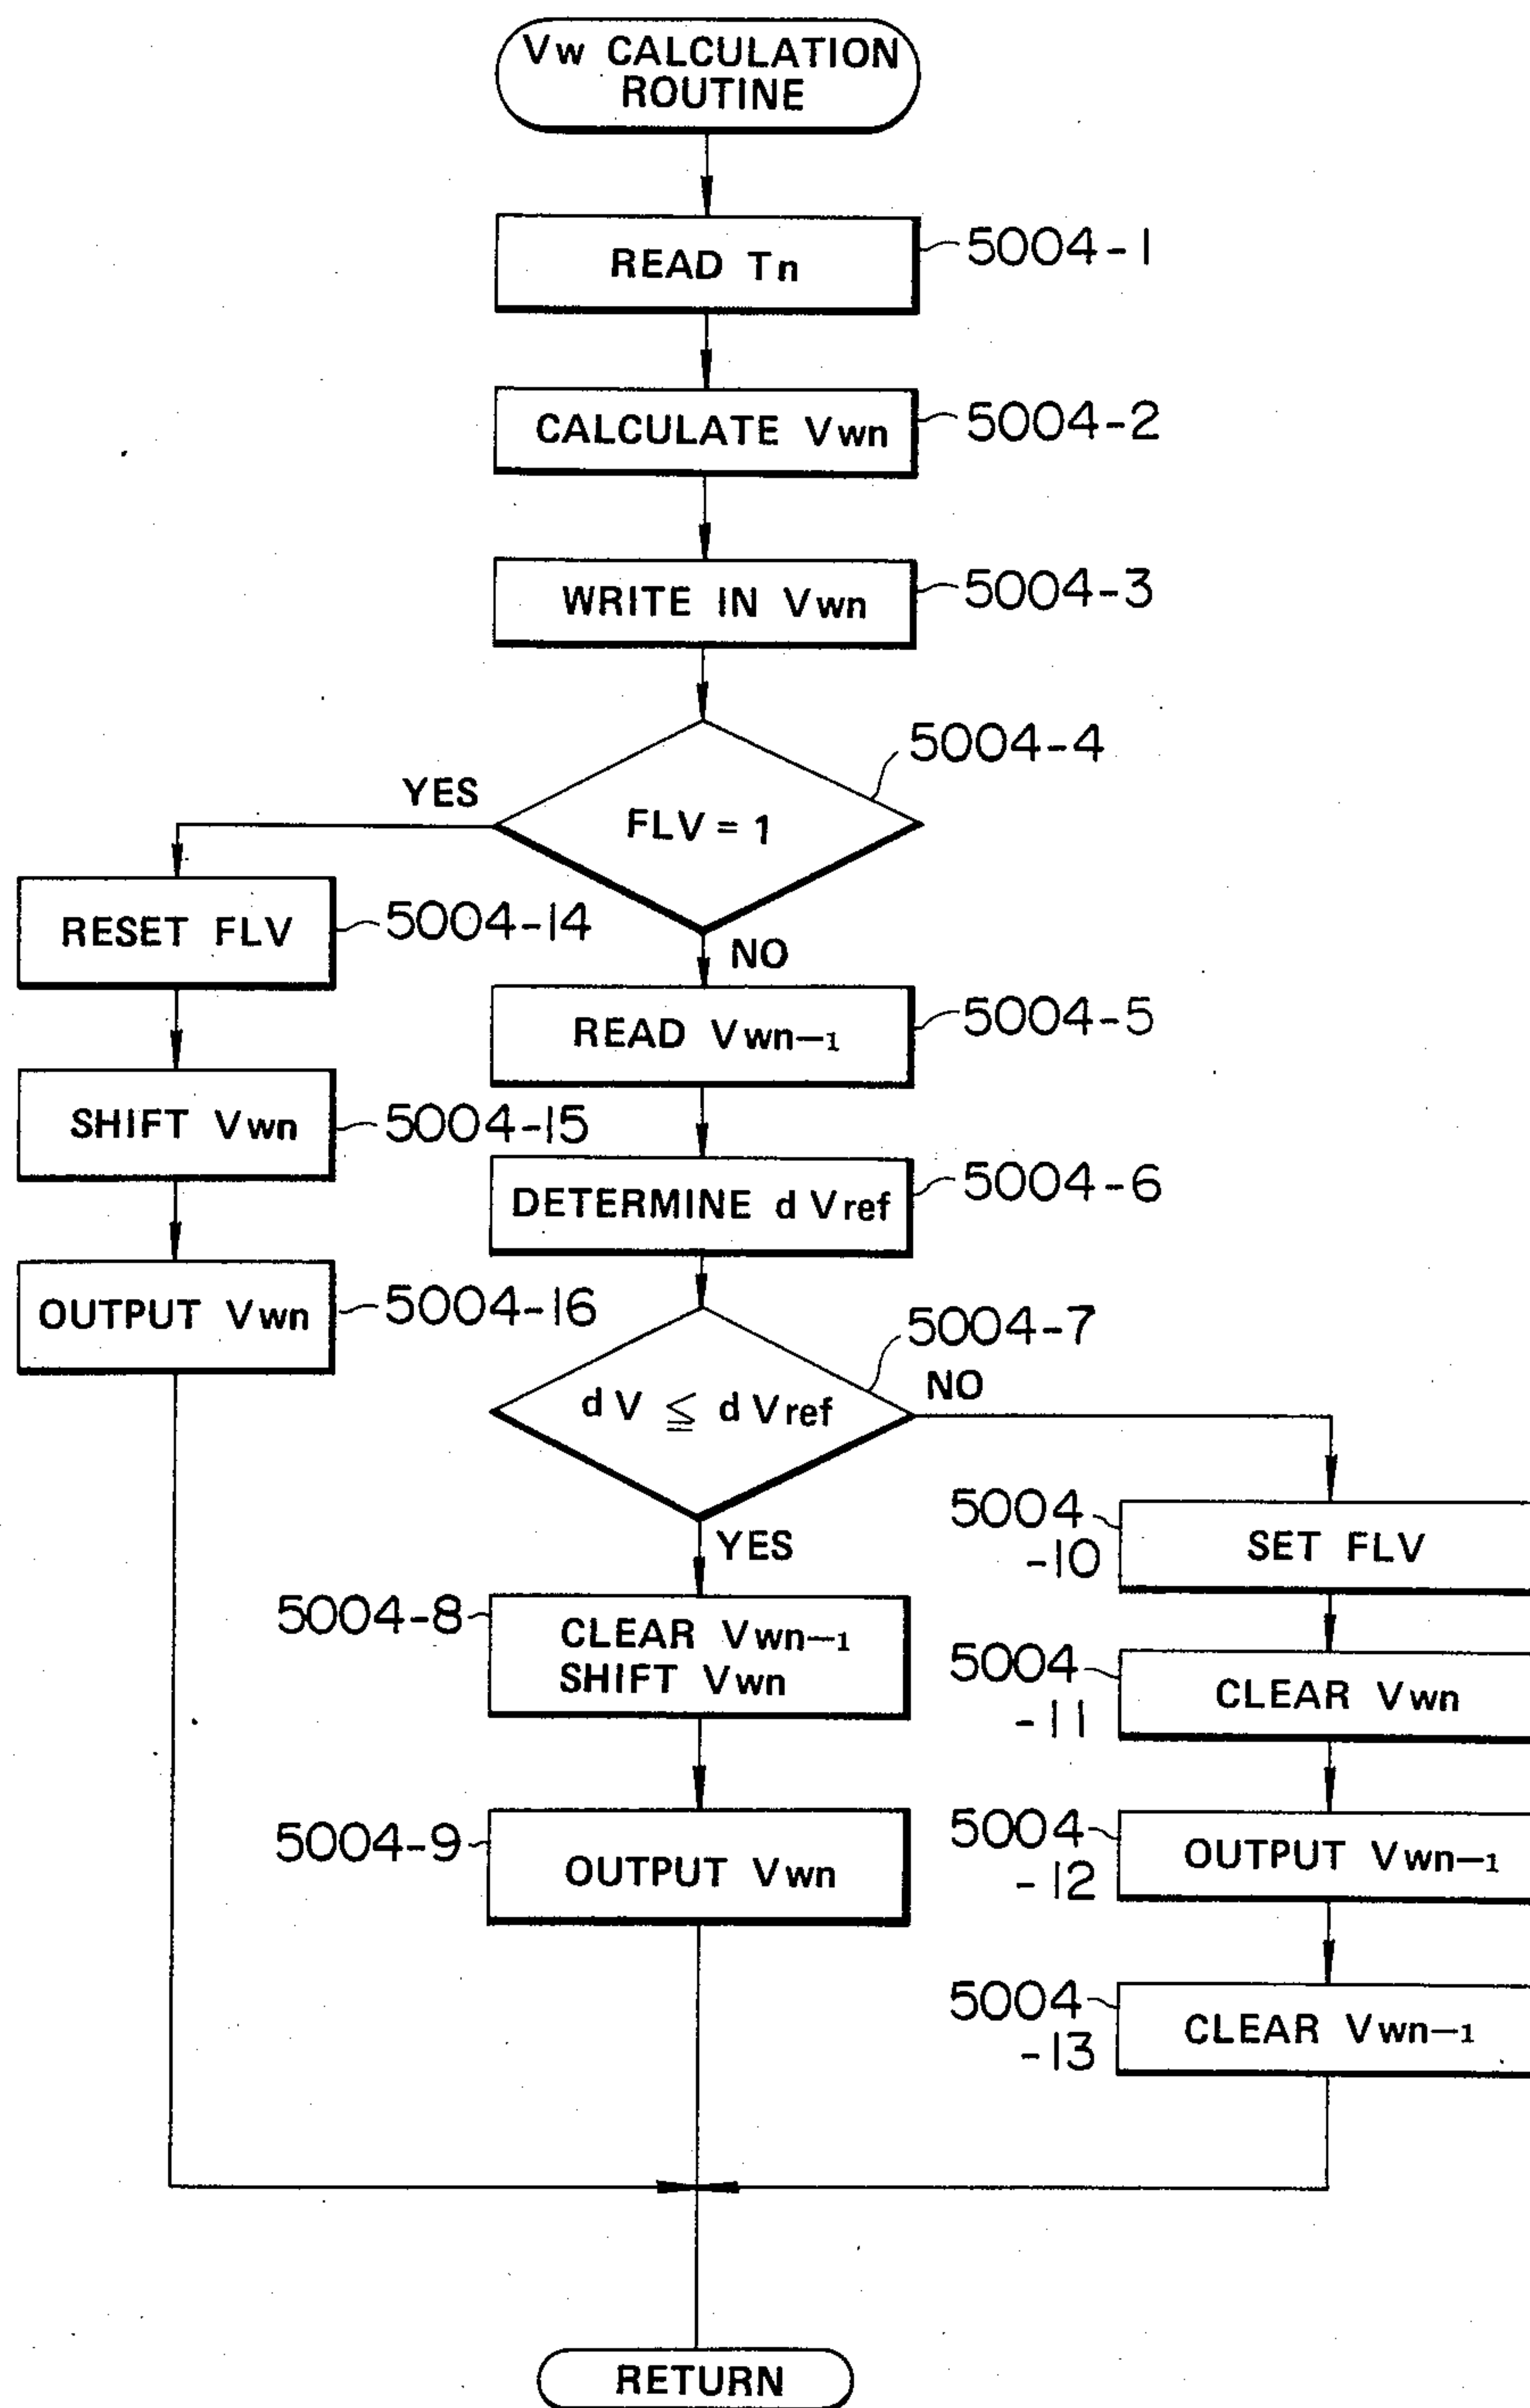 Vw CALCULATION
ROUTINE
READ Tn
5004-1
CALCULATE Vwn
5004-2
WRITE IN Vwn
5004-3
5004-4
YES
FLV = 1
NO
RESET FLV
5004-14
READ Vwn-1
5004-5
SHIFT Vwn
5004-15
DETERMINE dVref
5004-6
OUTPUT Vwn
5004-16
5004-7
dV ≦ dVref
NO
YES
5004
-10
SET FLV
5004-8
CLEAR Vwn-1
SHIFT Vwn
5004
-11
CLEAR Vwn
5004-9
OUTPUT Vwn
5004
-12
OUTPUT Vwn-1
5004
-13
CLEAR Vwn-1
RETURN